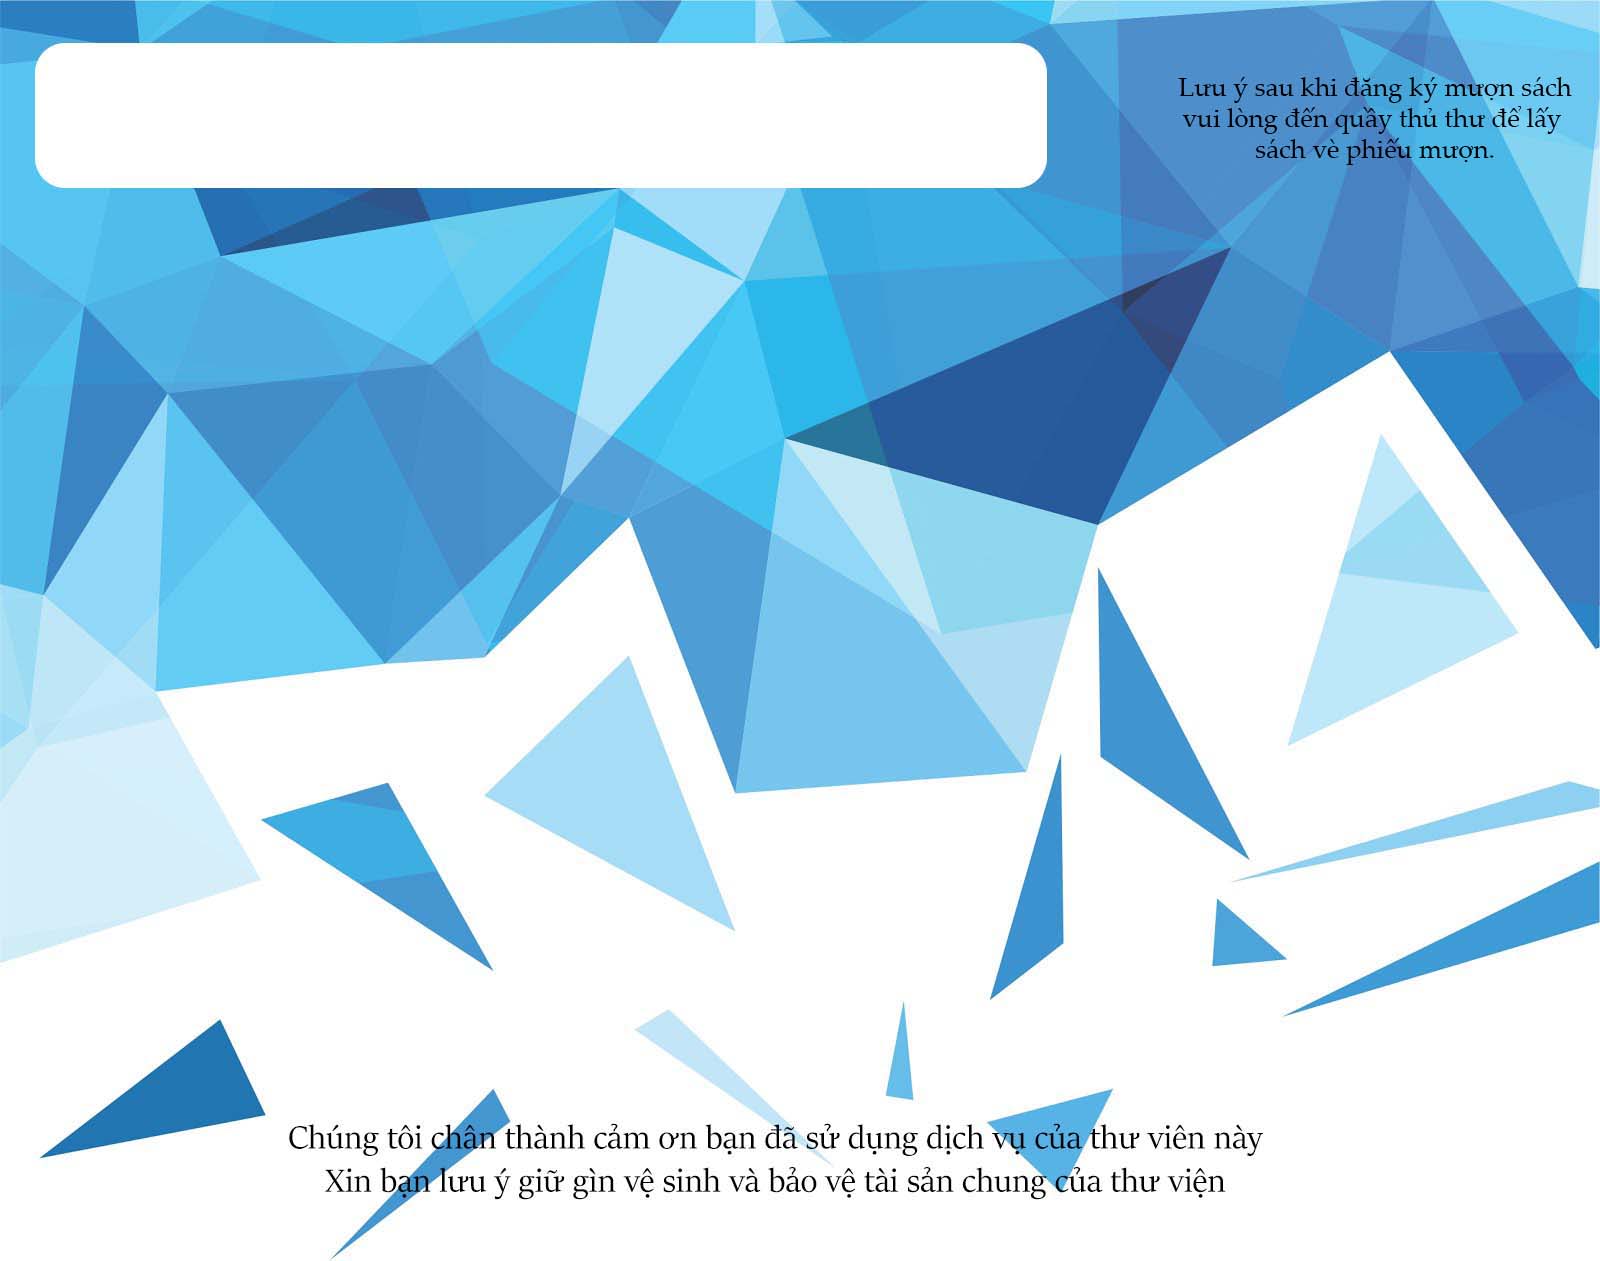 Lưu ý sau khi đăng ký mượn sách
vui lòng đến quầy thủ thư để lấy
sách vè phiếu mượn.
Chúng tôi chân thành cảm ơn bạn đã sử dụng dịch vụ của thư viên này
Xin bạn lưu ý giữ gìn vệ sinh và bảo vệ tài sản chung của thư viện